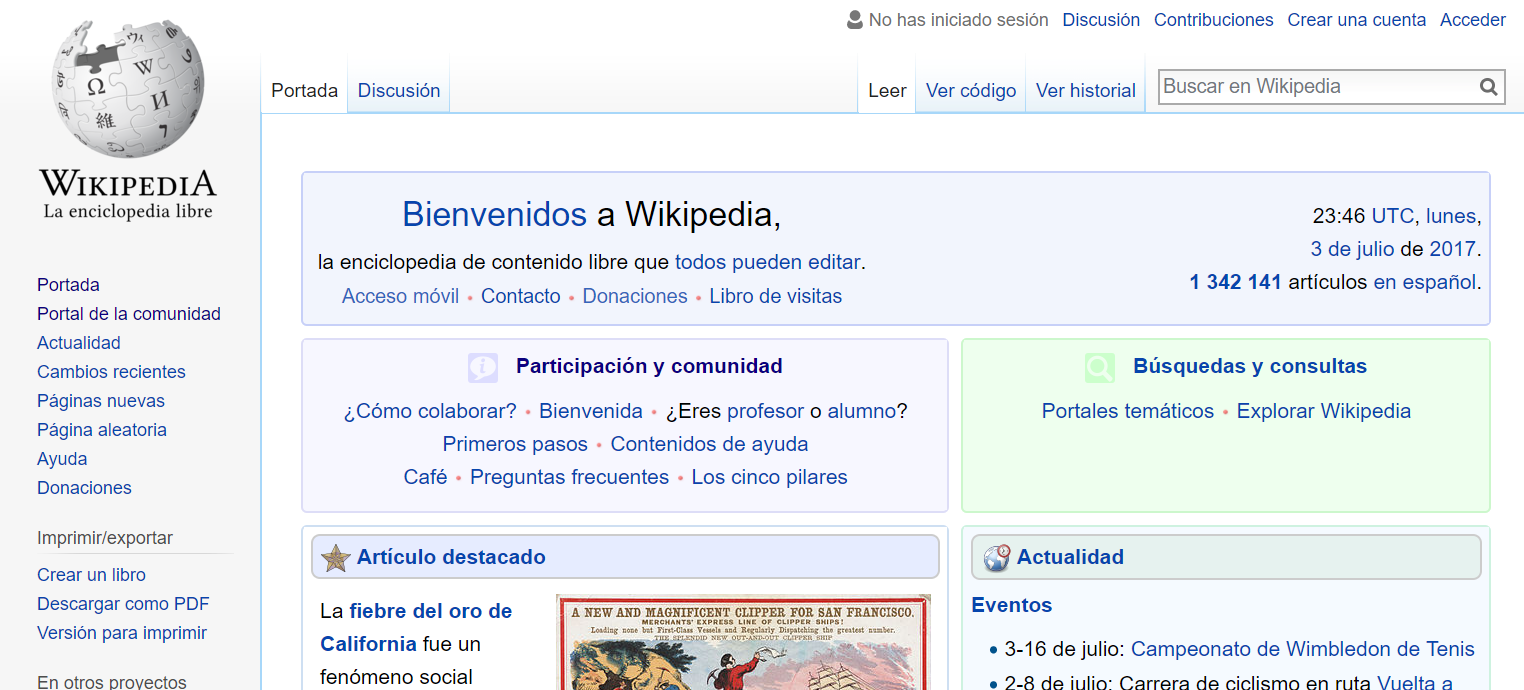 WIKIPEDIA
La enciclopedia libre
No has iniciado sesión Discusión Contribuciones Crear una cuenta Acceder
Portada Discusión Leer Ver código Ver historial Buscar en Wikipedia
Portada
Portal de la comunidad
Actualidad
Cambios recientes
Páginas nuevas
Página aleatoria
Ayuda
Donaciones
Imprimir/exportar
Crear un libro
Descargar como PDF
Versión para imprimir
En otros proyectos
Bienvenidos a Wikipedia,
la enciclopedia de contenido libre que todos pueden editar.
Acceso móvil • Contacto • Donaciones • Libro de visitas
23:46 UTC, lunes,
3 de julio de 2017.
1 342 141 artículos en español.
Participación y comunidad
¿Cómo colaborar? • Bienvenida • ¿Eres profesor o alumno?
Primeros pasos • Contenidos de ayuda
Café • Preguntas frecuentes • Los cinco pilares
Búsquedas y consultas
Portales temáticos • Explorar Wikipedia
Artículo destacado
La fiebre del oro de
California fue un
fenómeno social
A NEW AND MAGNIFICENT CLIPPER FOR SAN FRANCISCO.
MERCHANTS' EXPRESS LINE OF CLIPPER SHIPS!
Loading none but First-Class Vessels and Regularly Dispatching the greatest number.
THE SPLENDID NEW OUT-AND-OUT CLIPPER SHIP
Actualidad
Eventos
• 3-16 de julio: Campeonato de Wimbledon de Tenis
• 2-8 de julio: Carrera de ciclismo en ruta Vuelta a